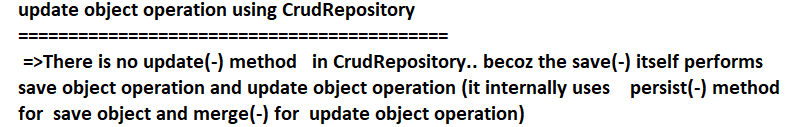 update object operation using CrudRepository
===========================================
=>There is no update(-) method in CrudRepository.. becoz the save(-) itself performs
save object operation and update object operation (it internally uses persist(-) method
for save object and merge(-) for update object operation)